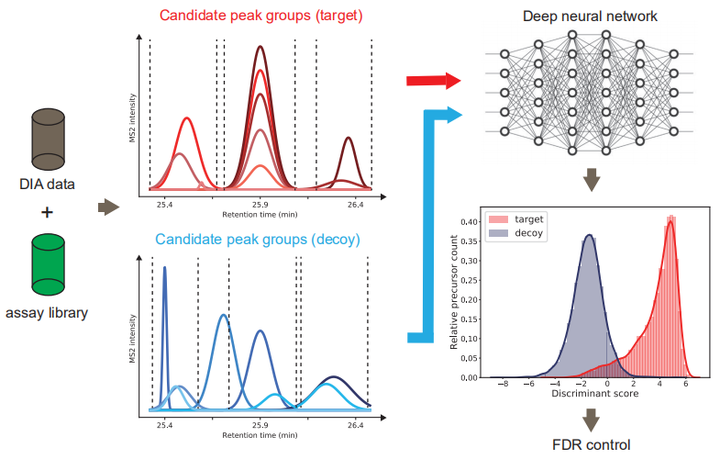 Candidate peak groups (target)
Deep neural network
MS2 intensity
25.4 25.9 26.4
Retention time (min)
DIA data
+
assay library
Candidate peak groups (decoy)
MS2 intensity
25.4 25.9 26.4
Retention time (min)
target
decoy
Relative precursor count
0,40
0,35
0,30
0,25
0,20
0,15
0,10
0,05
0,00
−8 −6 −4 −2 0 2 4 6
Discriminant score
FDR control